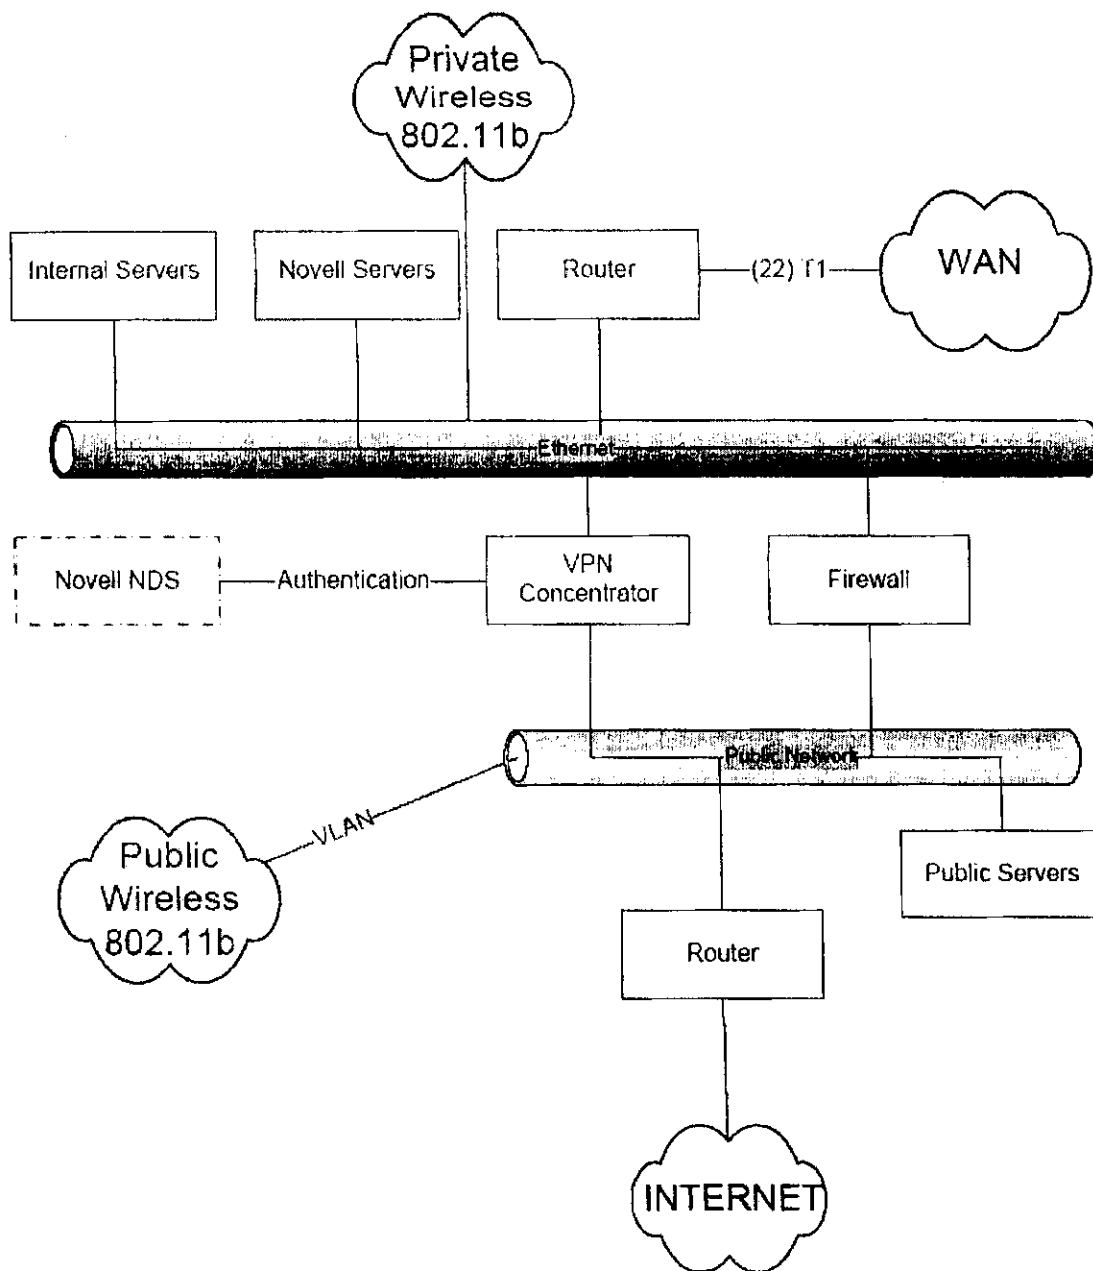 Private
Wireless
802.11b
Internal Servers
Novell Servers
Router
(22) T1
WAN
Ethernet
Novell NDS
Authentication
VPN
Concentrator
Firewall
Public Network
VLAN
Public
Wireless
802.11b
Public Servers
Router
INTERNET